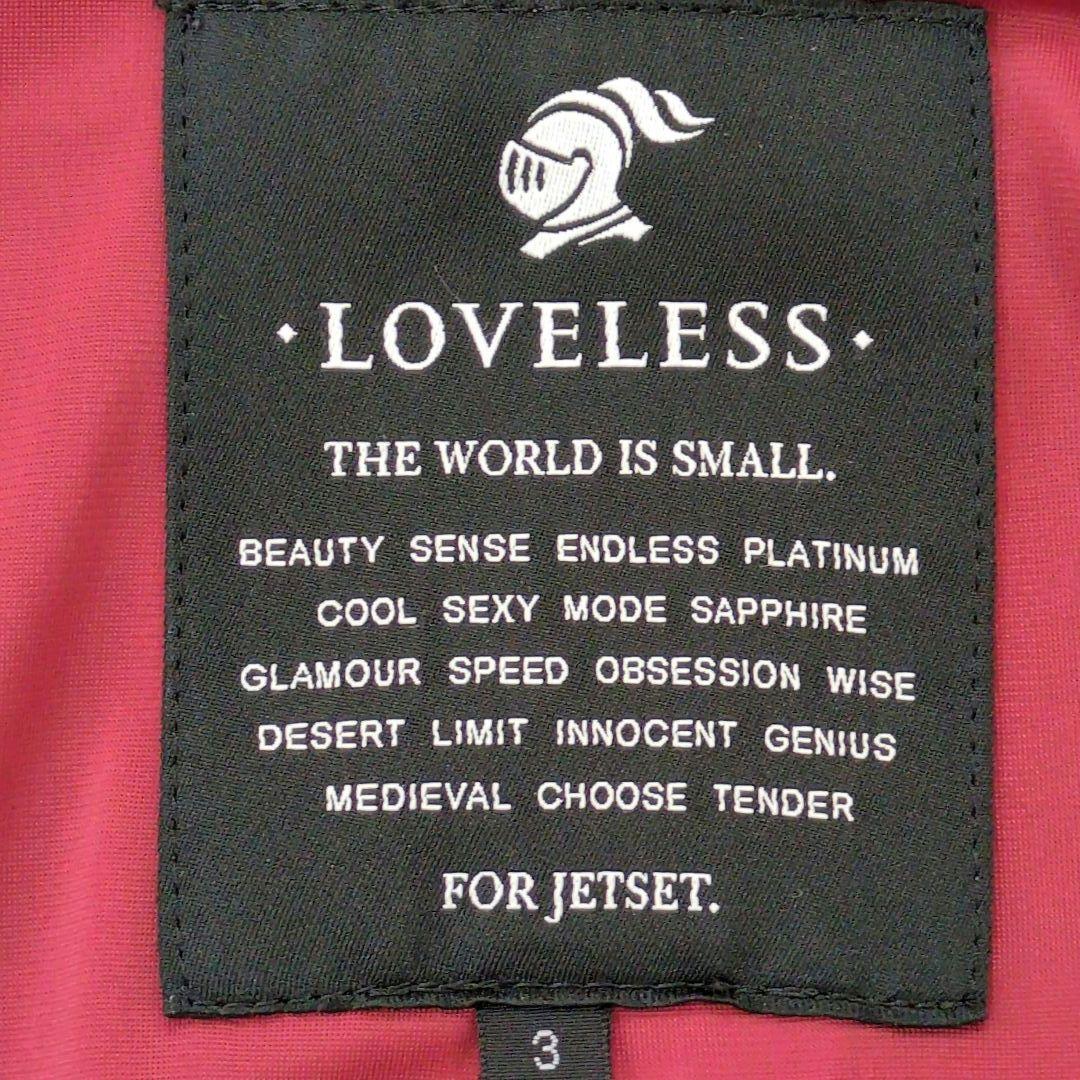 LOVELESS
THE WORLD IS SMALL.
BEAUTY SENSE ENDLESS PLATINUM
COOL SEXY MODE SAPPHIRE
GLAMOUR SPEED OBSESSION WISE
DESERT LIMIT INNOCENT GENIUS
MEDIEVAL CHOOSE TENDER
FOR JETSET.
3